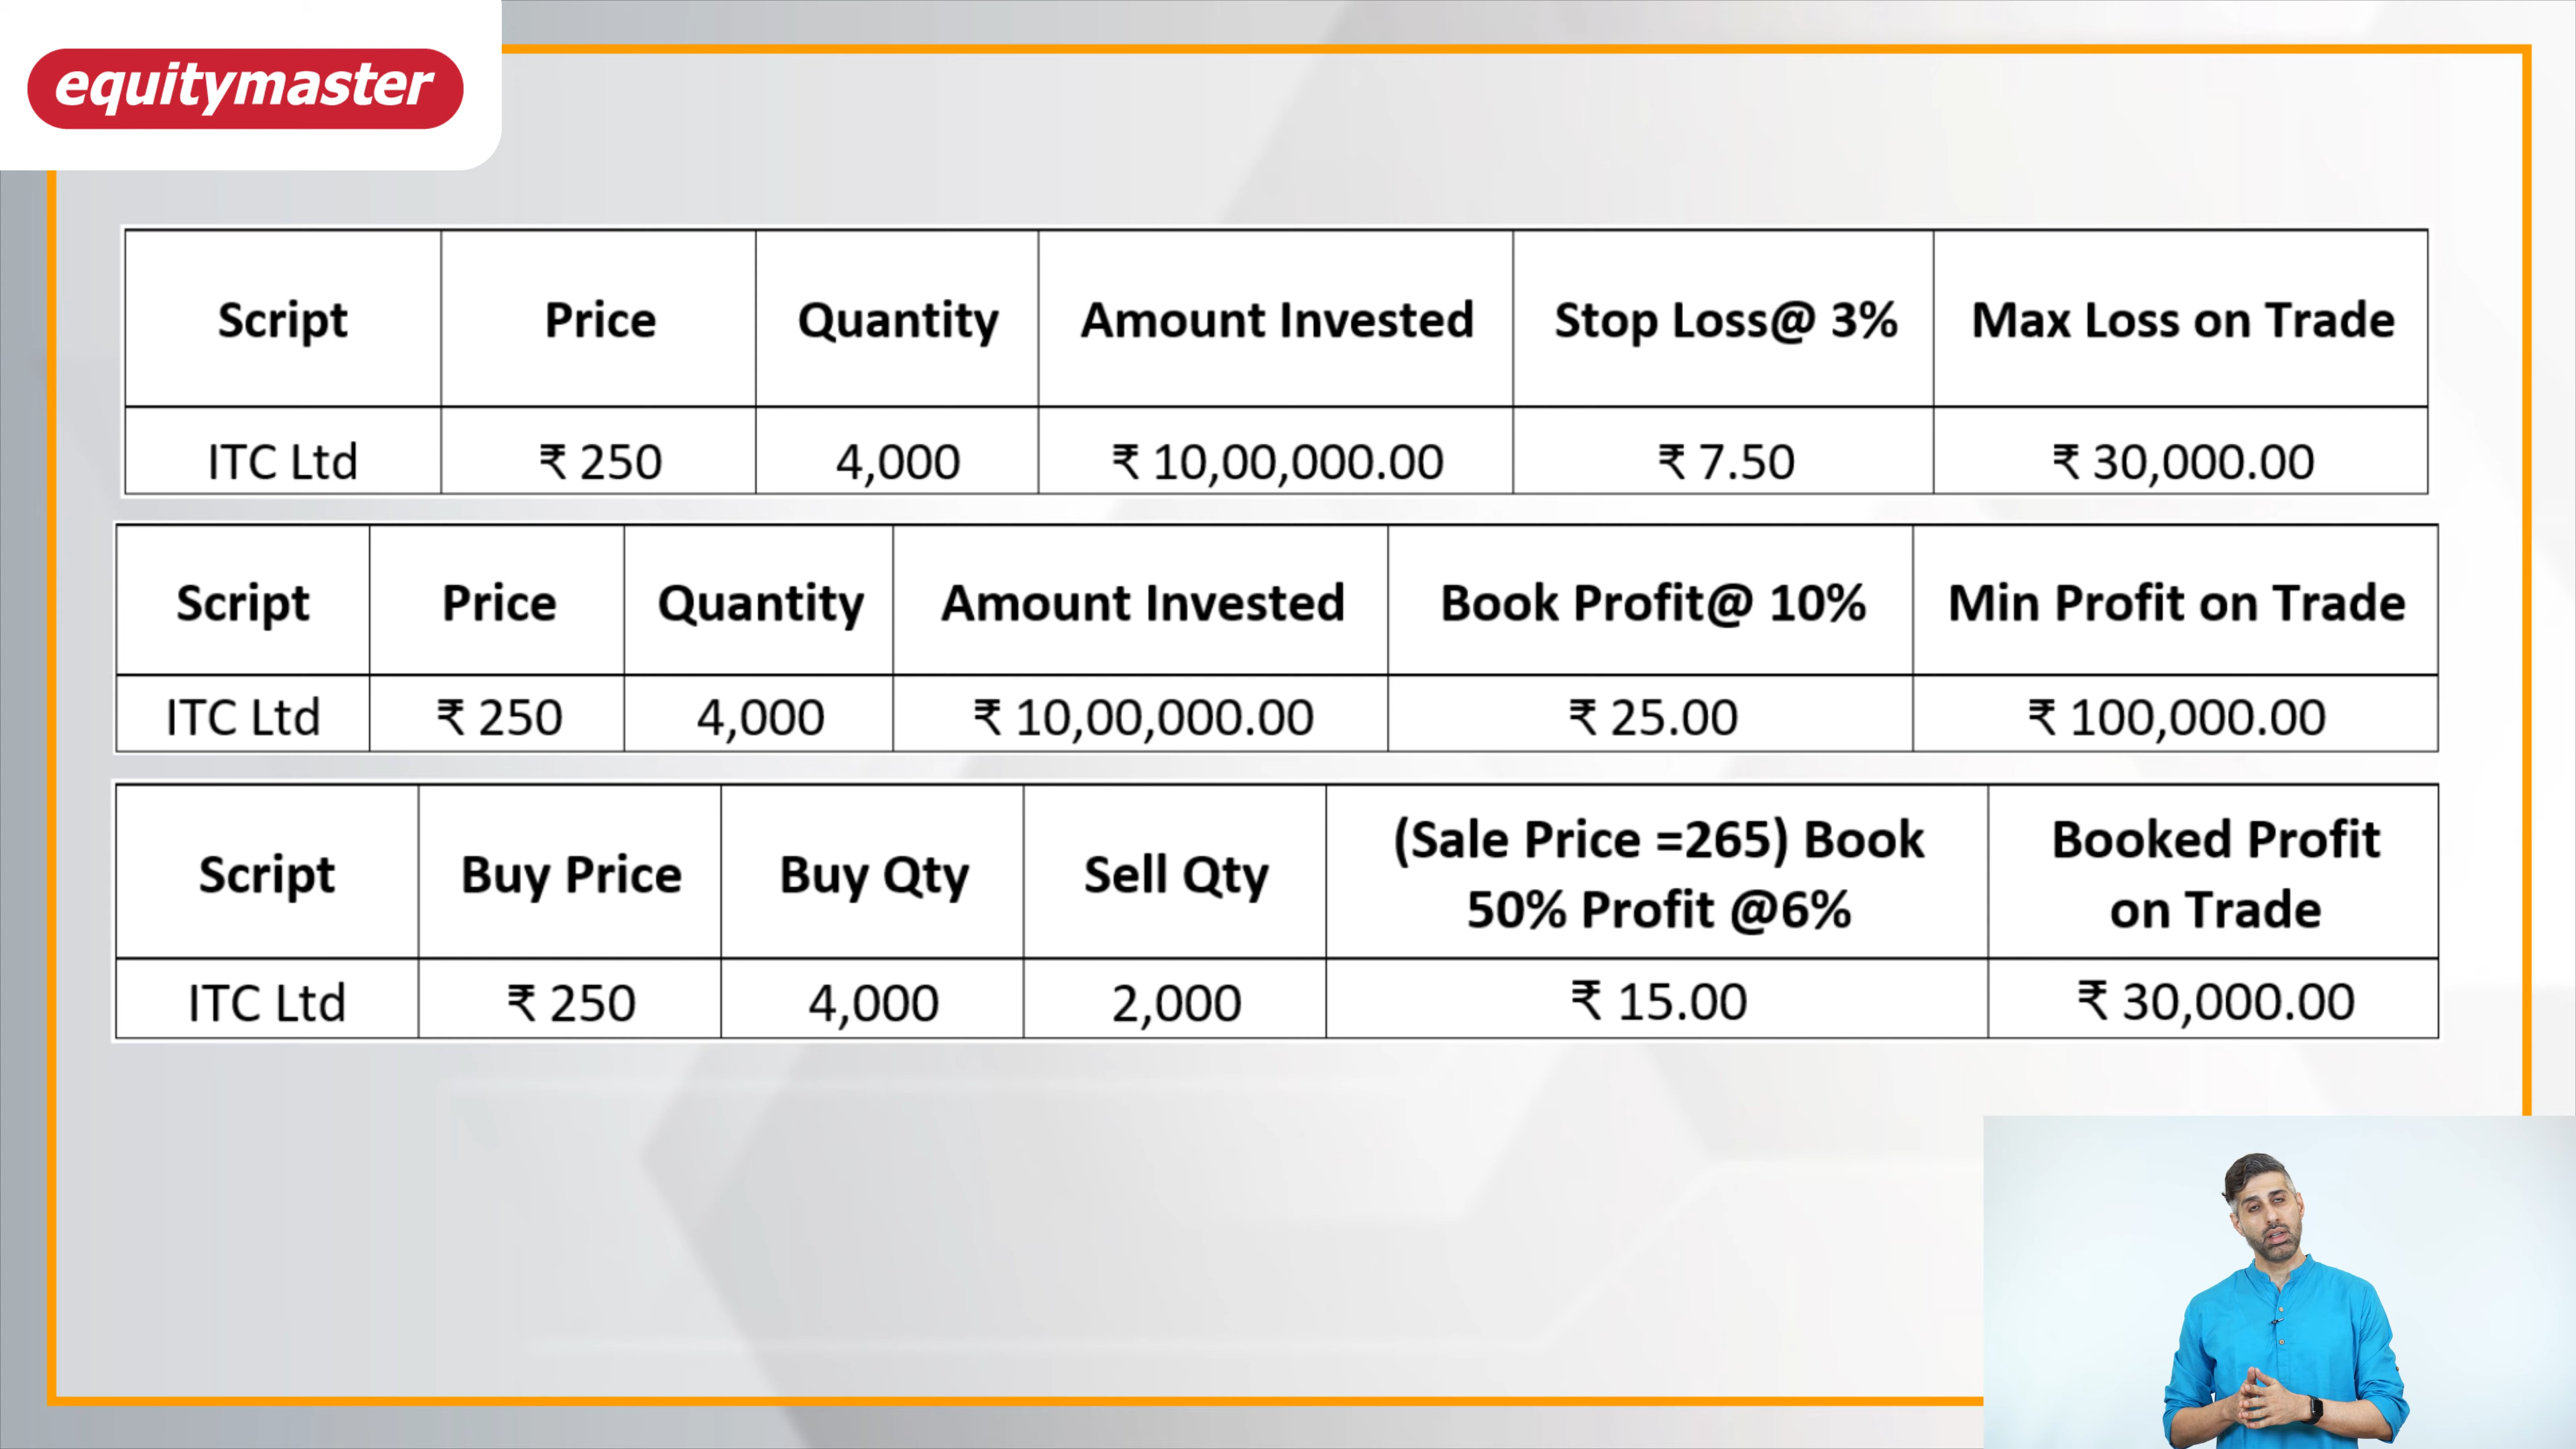 equitymaster
Script Price Quantity Amount Invested Stop Loss@ 3% Max Loss on Trade
ITC Ltd ₹ 250 4,000 ₹ 10,00,000.00 ₹ 7.50 ₹ 30,000.00
Script Price Quantity Amount Invested Book Profit@ 10% Min Profit on Trade
ITC Ltd ₹ 250 4,000 ₹ 10,00,000.00 ₹ 25.00 ₹ 100,000.00
Script Buy Price Buy Qty Sell Qty (Sale Price =265) Book 50% Profit @6% Booked Profit on Trade
ITC Ltd ₹ 250 4,000 2,000 ₹ 15.00 ₹ 30,000.00